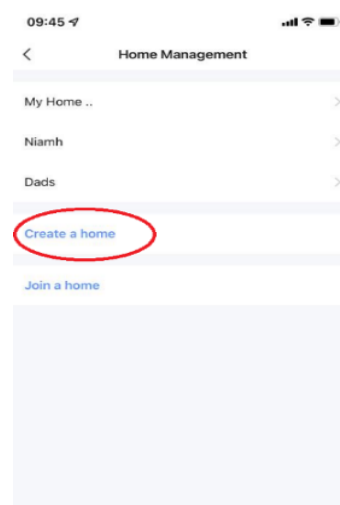 09:45
Home Management
My Home ..
Niamh
Dads
Create a home
Join a home